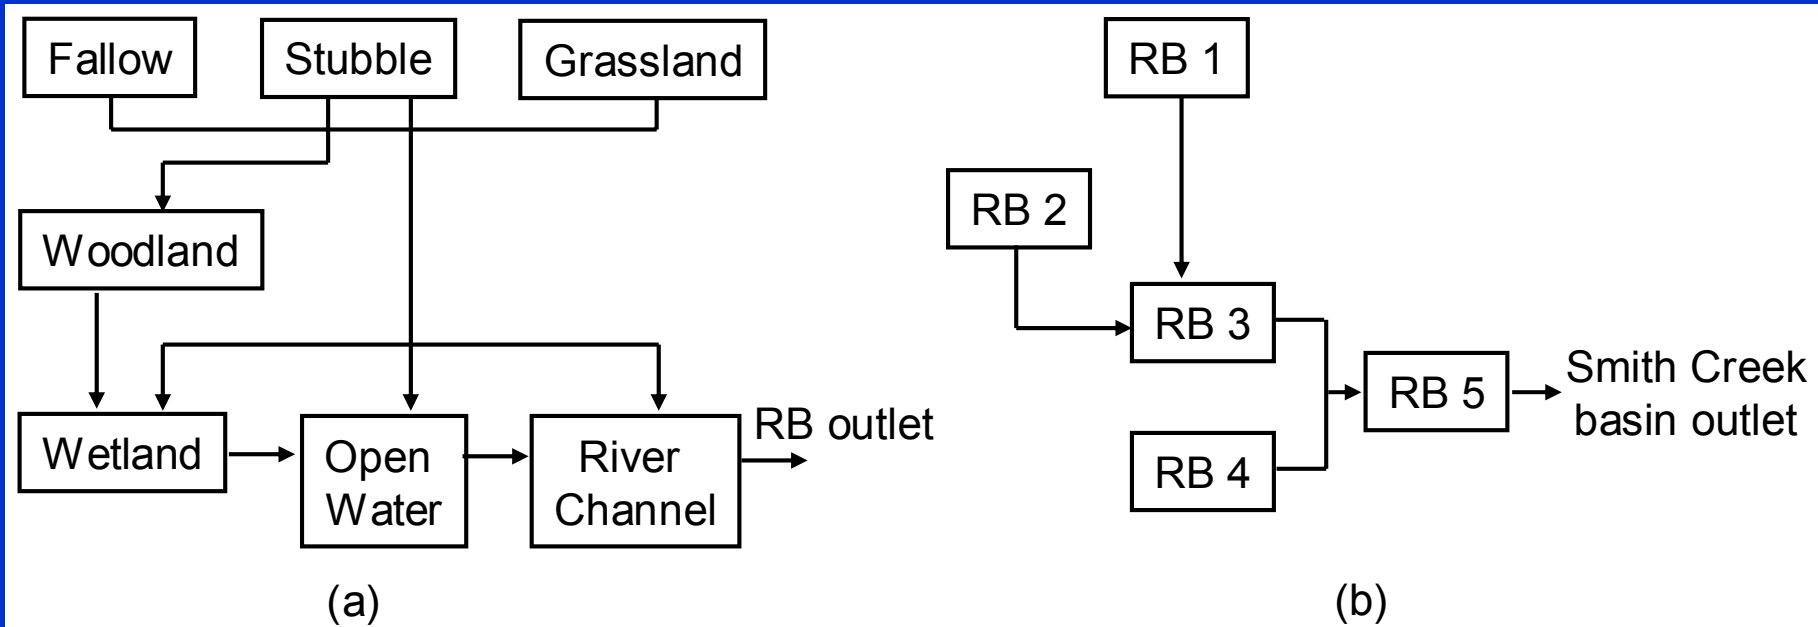 Fallow
Stubble
Grassland
Woodland
Wetland
Open
Water
River
Channel
RB outlet
(a)
RB 1
RB 2
RB 3
RB 4
RB 5
Smith Creek
basin outlet
(b)